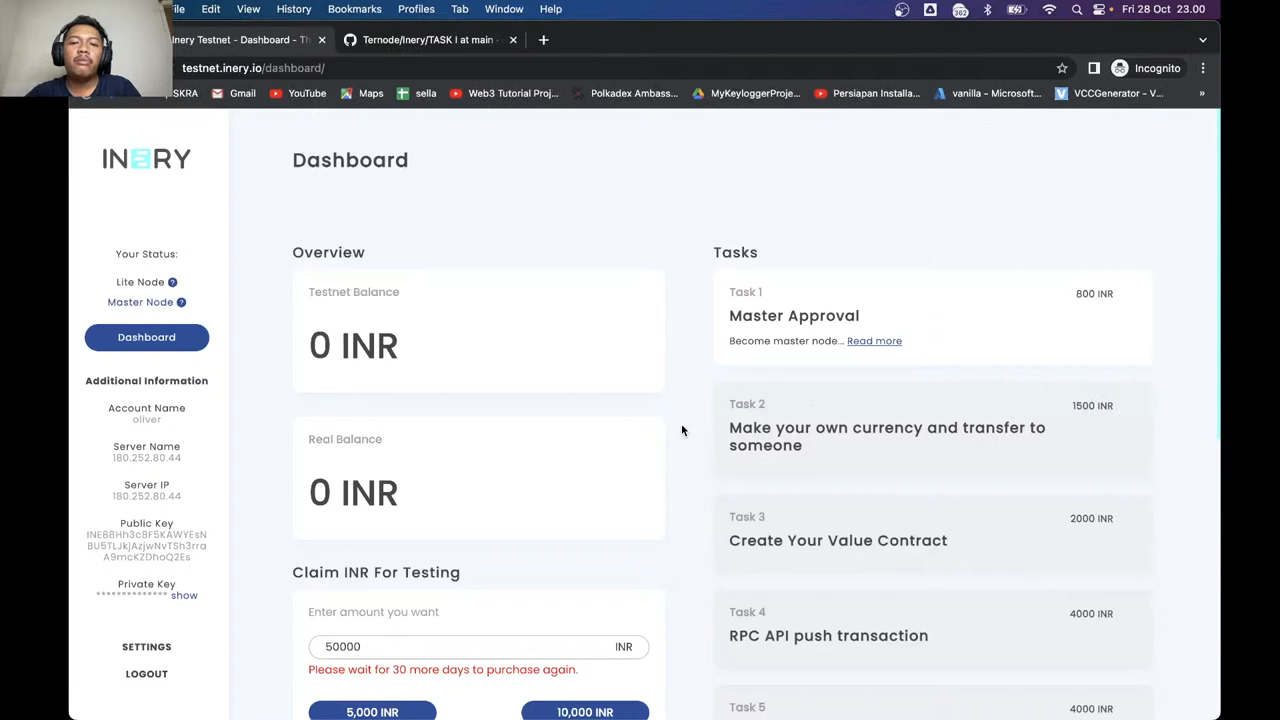 File Edit View History Bookmarks Profiles Tab Window Help
Fri 28 Oct 23.00
Inery Testnet - Dashboard - Th
Ternode/Inery/TASK I at main
testnet.inery.io/dashboard/
Incognito
SKRA Gmail YouTube Maps sella Web3 Tutorial Proj... Polkadex Ambass... MyKeyloggerProje... Persiapan Installa... vanilla - Microsoft... VCCGenerator - V...
INERY
Your Status:
Lite Node ?
Master Node ?
Dashboard
Additional Information
Account Name
oliver
Server Name
180.252.80.44
Server IP
180.252.80.44
Public Key
INE88Hh3c8F5KAWYEsN
BU5TLJkjAzjwNvTSh3rra
A9mcKZDhoQ2Es
Private Key
************** show
SETTINGS
LOGOUT
Dashboard
Overview
Testnet Balance
0 INR
Real Balance
0 INR
Claim INR For Testing
Enter amount you want
50000 INR
Please wait for 30 more days to purchase again.
5,000 INR
10,000 INR
Tasks
Task 1
800 INR
Master Approval
Become master node... Read more
Task 2
1500 INR
Make your own currency and transfer to
someone
Task 3
2000 INR
Create Your Value Contract
Task 4
4000 INR
RPC API push transaction
Task 5
4000 INR